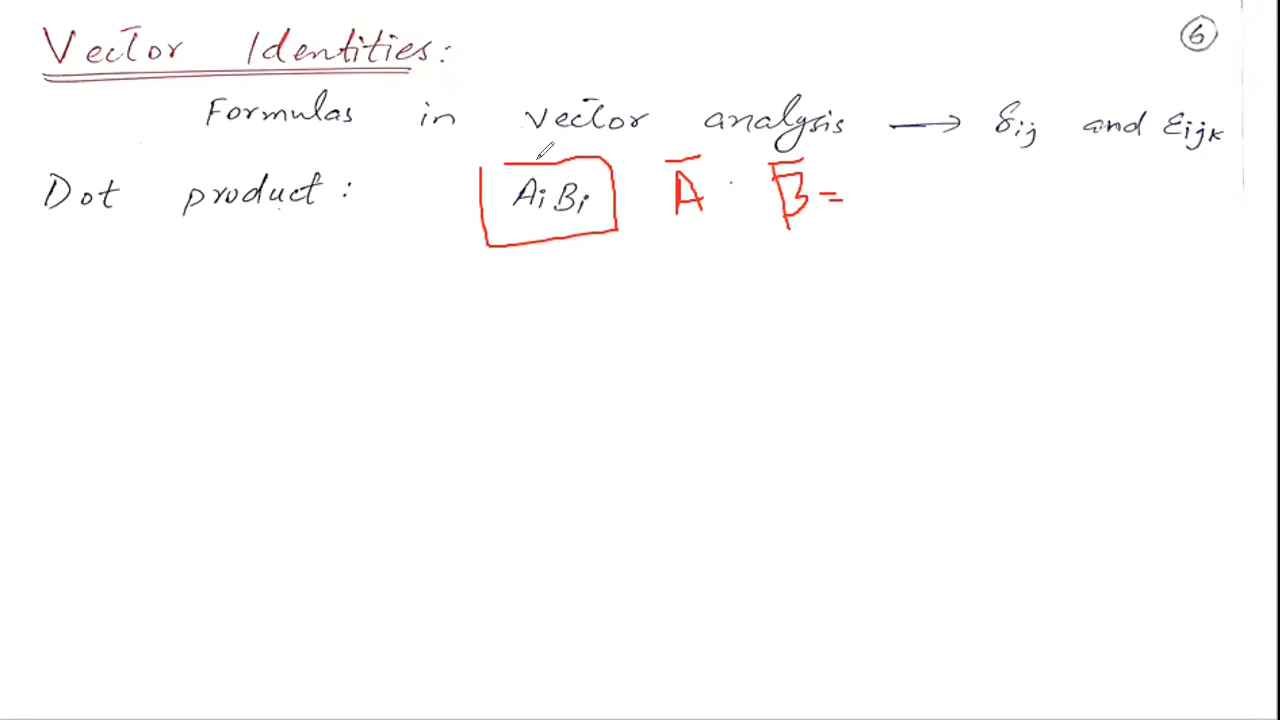 Vector Identities: 6
Formulas in vector analysis → δij and εijk
Dot product: AiBi A̅ · B̅ =